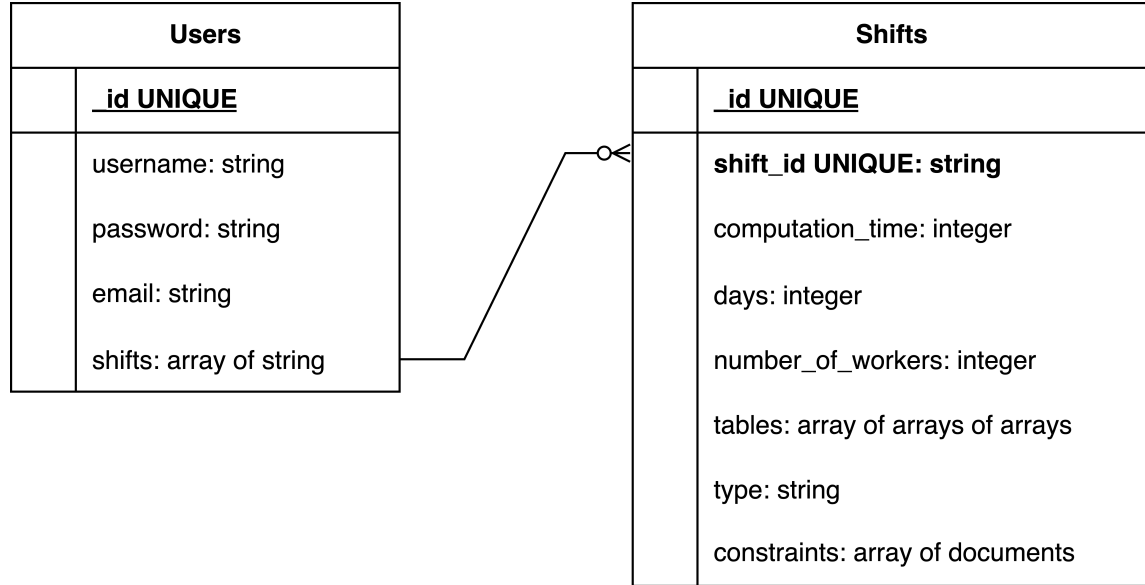 Users
_id UNIQUE
username: string
password: string
email: string
shifts: array of string
Shifts
_id UNIQUE
shift_id UNIQUE: string
computation_time: integer
days: integer
number_of_workers: integer
tables: array of arrays of arrays
type: string
constraints: array of documents